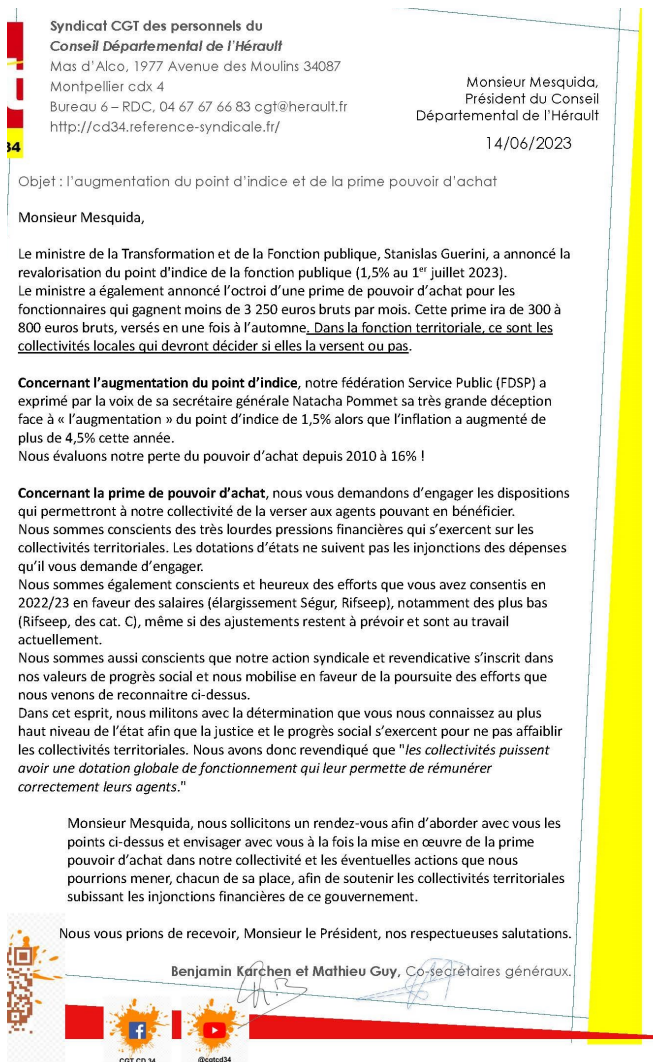 Syndicat CGT des personnels du
Conseil Départemental de l'Hérault
Mas d'Alco, 1977 Avenue des Moulins 34087
Montpellier cdx 4
Bureau 6 – RDC, 04 67 67 66 83 cgt@herault.fr
http://cd34.reference-syndicale.fr/
34
Monsieur Mesquida,
Président du Conseil
Départemental de l'Hérault
14/06/2023
Objet : l'augmentation du point d'indice et de la prime pouvoir d'achat
Monsieur Mesquida,
Le ministre de la Transformation et de la Fonction publique, Stanislas Guerini, a annoncé la
revalorisation du point d'indice de la fonction publique (1,5% au 1er juillet 2023).
Le ministre a également annoncé l'octroi d'une prime de pouvoir d'achat pour les
fonctionnaires qui gagnent moins de 3 250 euros bruts par mois. Cette prime ira de 300 à
800 euros bruts, versés en une fois à l'automne. Dans la fonction territoriale, ce sont les
collectivités locales qui devront décider si elles la versent ou pas.
Concernant l'augmentation du point d'indice, notre fédération Service Public (FDSP) a
exprimé par la voix de sa secrétaire générale Natacha Pommet sa très grande déception
face à « l'augmentation » du point d'indice de 1,5% alors que l'inflation a augmenté de
plus de 4,5% cette année.
Nous évaluons notre perte du pouvoir d'achat depuis 2010 à 16% !
Concernant la prime de pouvoir d'achat, nous vous demandons d'engager les dispositions
qui permettront à notre collectivité de la verser aux agents pouvant en bénéficier.
Nous sommes conscients des très lourdes pressions financières qui s'exercent sur les
collectivités territoriales. Les dotations d'états ne suivent pas les injonctions des dépenses
qu'il vous demande d'engager.
Nous sommes également conscients et heureux des efforts que vous avez consentis en
2022/23 en faveur des salaires (élargissement Ségur, Rifseep), notamment des plus bas
(Rifseep, des cat. C), même si des ajustements restent à prévoir et sont au travail
actuellement.
Nous sommes aussi conscients que notre action syndicale et revendicative s'inscrit dans
nos valeurs de progrès social et nous mobilise en faveur de la poursuite des efforts que
nous venons de reconnaitre ci-dessus.
Dans cet esprit, nous militons avec la détermination que vous nous connaissez au plus
haut niveau de l'état afin que la justice et le progrès social s'exercent pour ne pas affaiblir
les collectivités territoriales. Nous avons donc revendiqué que "les collectivités puissent
avoir une dotation globale de fonctionnement qui leur permette de rémunérer
correctement leurs agents."
Monsieur Mesquida, nous sollicitons un rendez-vous afin d'aborder avec vous les
points ci-dessus et envisager avec vous à la fois la mise en œuvre de la prime
pouvoir d'achat dans notre collectivité et les éventuelles actions que nous
pourrions mener, chacun de sa place, afin de soutenir les collectivités territoriales
subissant les injonctions financières de ce gouvernement.
Nous vous prions de recevoir, Monsieur le Président, nos respectueuses salutations.
Benjamin Karchen et Mathieu Guy, Co-secrétaires généraux.
CGT CD 34
@cgtcd34